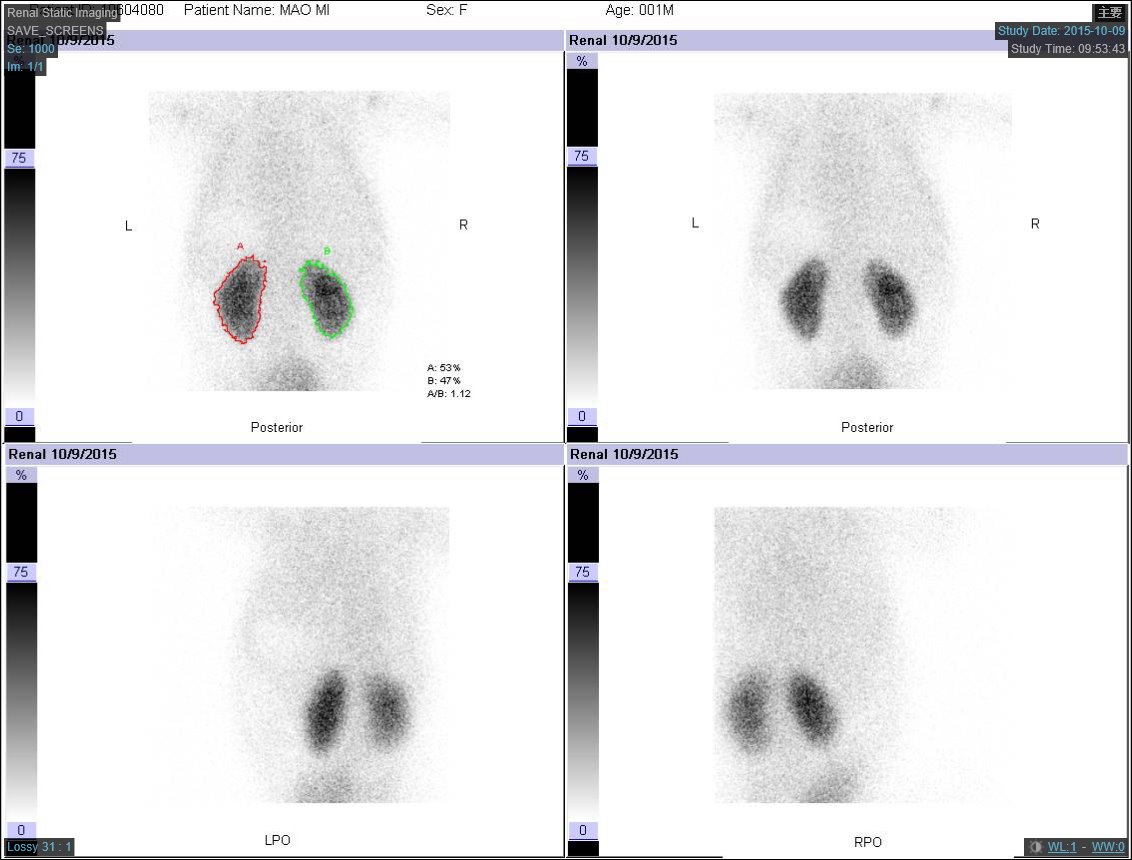 Renal Static Imaging
Patient Name: MAO MI
Sex: F
Age: 001M
主要
SAVE_SCREENS
Renal 10/9/2015
Se: 1000
Im: 1/1
Renal 10/9/2015
Study Date: 2015-10-09
Study Time: 09:53:43
%
75
0
L
R
A
B
A: 53%
B: 47%
A/B: 1.12
Posterior
%
75
0
L
R
Posterior
Renal 10/9/2015
%
75
0
LPO
Lossy 31 : 1
Renal 10/9/2015
%
75
0
RPO
WL:1 - WW:0